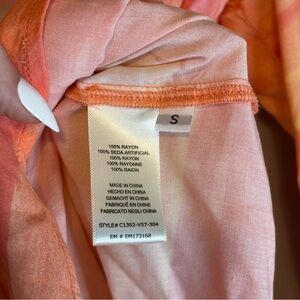 S
100% RAYON
100% SEDA ARTIFICIAL
100% RAYON
100% RAYONNE
100% RAION
MADE IN CHINA
HECHO EN CHINA
GEMACHT IN CHINA
FABRIQUÉ EN CHINE
FABRICATO NEGLI CHINA
STYLE# C1362-V57-304
EM # EM173168